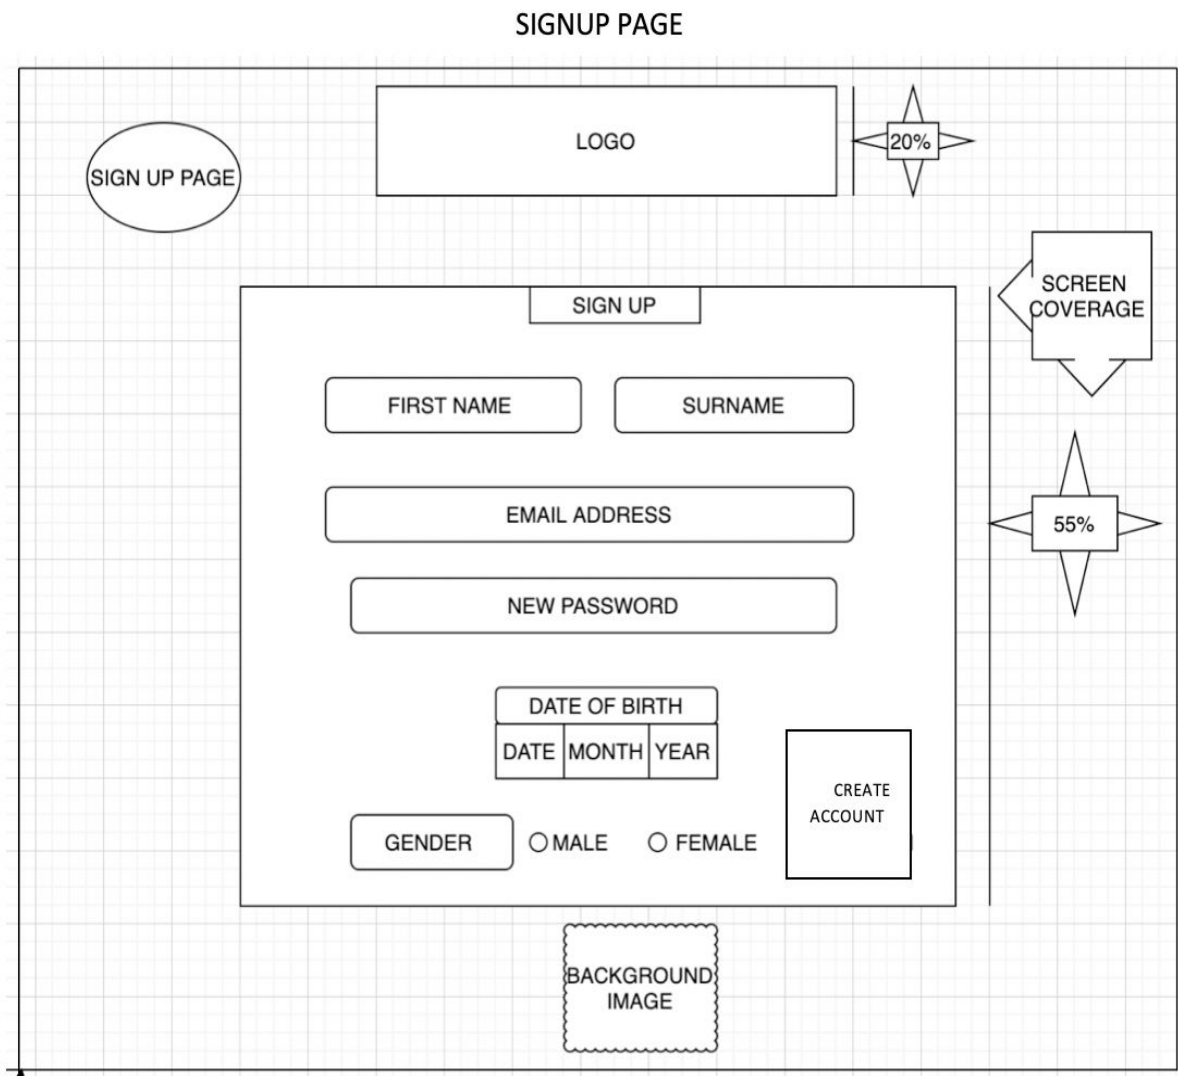 SIGNUP PAGE
LOGO
20%
SIGN UP PAGE
SCREEN
COVERAGE
SIGN UP
FIRST NAME
SURNAME
EMAIL ADDRESS
55%
NEW PASSWORD
DATE OF BIRTH
DATE
MONTH
YEAR
CREATE
ACCOUNT
GENDER
MALE
FEMALE
BACKGROUND
IMAGE